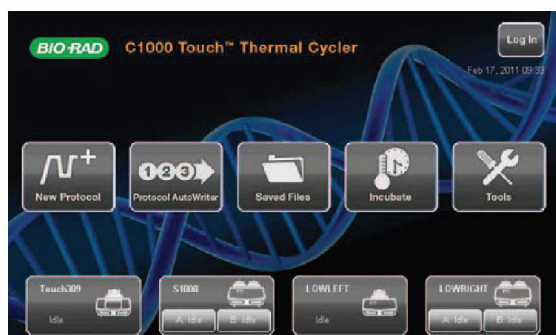 BIO-RAD C1000 Touch™ Thermal Cycler
Log In
Feb 17, 2011 09:33
New Protocol
Protocol AutoWriter
Saved Files
Incubate
Tools
Touch309
Idle
S1000
A: Idle B: Idle
LOWLEFT
Idle
LOWRIGHT
A: Idle B: Idle